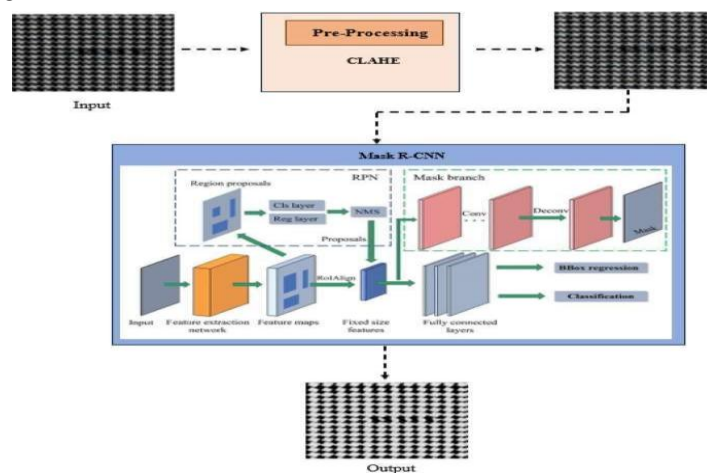 Pre-Processing
CLAHE
Input
Mask R-CNN
RPN
Mask branch
Region proposals
Cls layer
Reg layer
NMS
Conv
Deconv
Mask
Proposals
RoIAlign
BBox regression
Classification
Input
Feature extraction
network
Feature maps
Fixed size
features
Fully connected
layers
Output